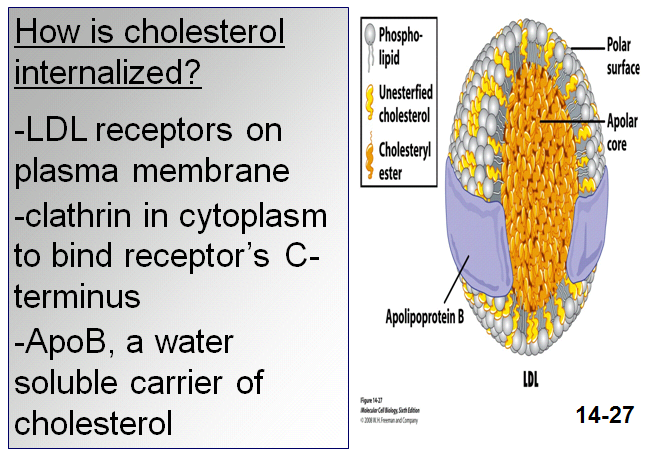 How is cholesterol
internalized?
-LDL receptors on
plasma membrane
-clathrin in cytoplasm
to bind receptor's C-
terminus
-ApoB, a water
soluble carrier of
cholesterol
Phospho-
lipid
Unesterfied
cholesterol
Cholesteryl
ester
Polar
surface
Apolar
core
Apolipoprotein B
LDL
Figure 14-27
Molecular Cell Biology, Sixth Edition
© 2008 W. H. Freeman and Company
14-27